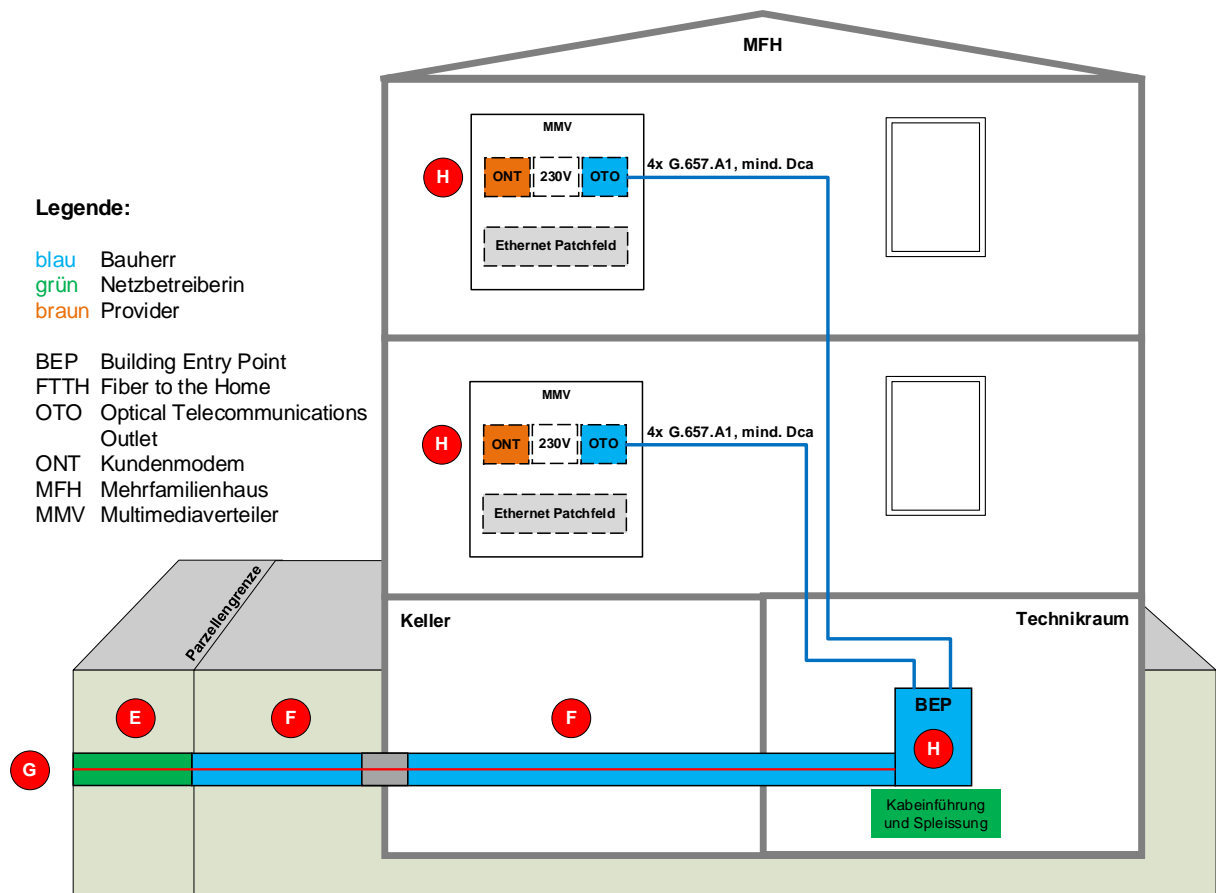 MFH
MMV
H
ONT
230V
OTO
4x G.657.A1, mind. Dca
Ethernet Patchfeld
Legende:
blau Bauherr
grün Netzbetreiberin
braun Provider
BEP Building Entry Point
FTTH Fiber to the Home
OTO Optical Telecommunications
Outlet
ONT Kundenmodem
MFH Mehrfamilienhaus
MMV Multimediaverteiler
MMV
H
ONT
230V
OTO
4x G.657.A1, mind. Dca
Ethernet Patchfeld
Parzellengrenze
Keller
Technikraum
E
F
F
BEP
H
G
Kabeinführung
und Spleissung